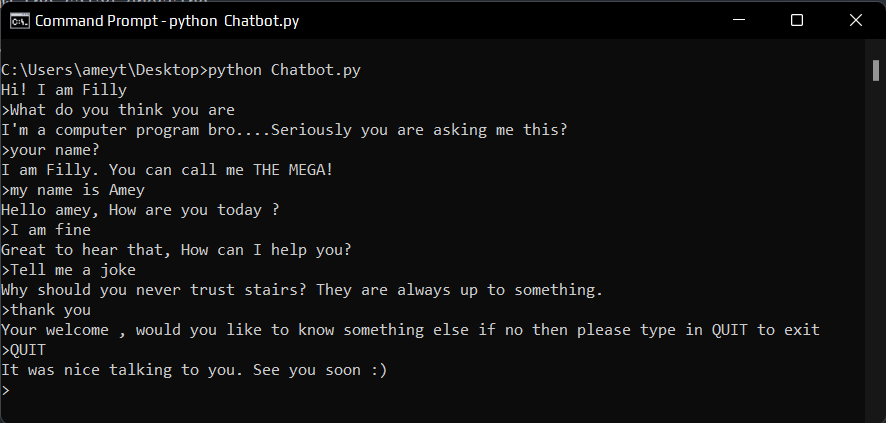 Command Prompt - python Chatbot.py
C:\Users\ameyt\Desktop>python Chatbot.py
Hi! I am Filly
>What do you think you are
I'm a computer program bro....Seriously you are asking me this?
>your name?
I am Filly. You can call me THE MEGA!
>my name is Amey
Hello amey, How are you today ?
>I am fine
Great to hear that, How can I help you?
>Tell me a joke
Why should you never trust stairs? They are always up to something.
>thank you
Your welcome , would you like to know something else if no then please type in QUIT to exit
>QUIT
It was nice talking to you. See you soon :)
>